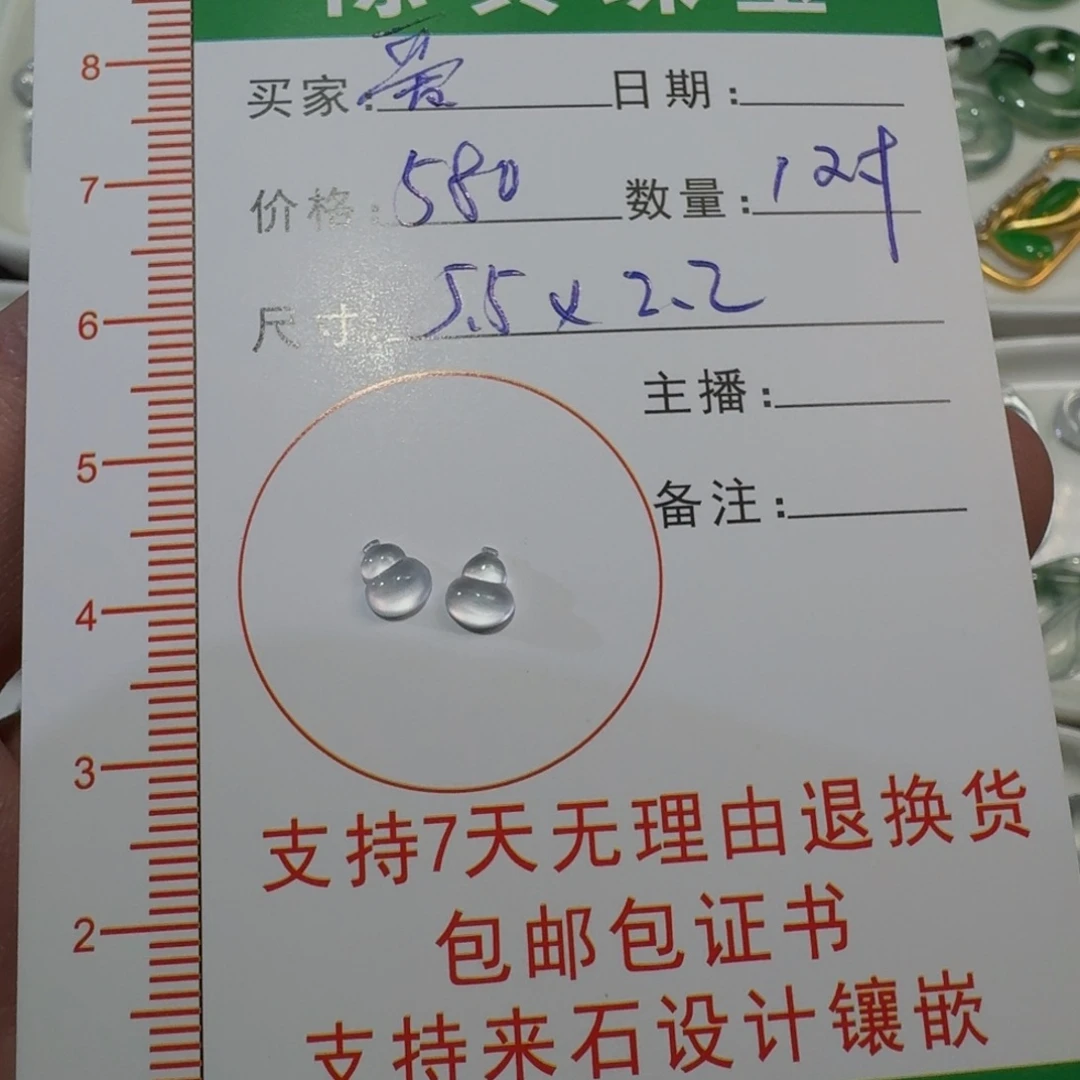 买家: 日期:
价格:580 数量:1对
尺寸: 5.5 x 2.2
主播:
备注:
8
7
6
5
4
3
2
支持7天无理由退换货
包邮包证书
支持来石设计镶嵌